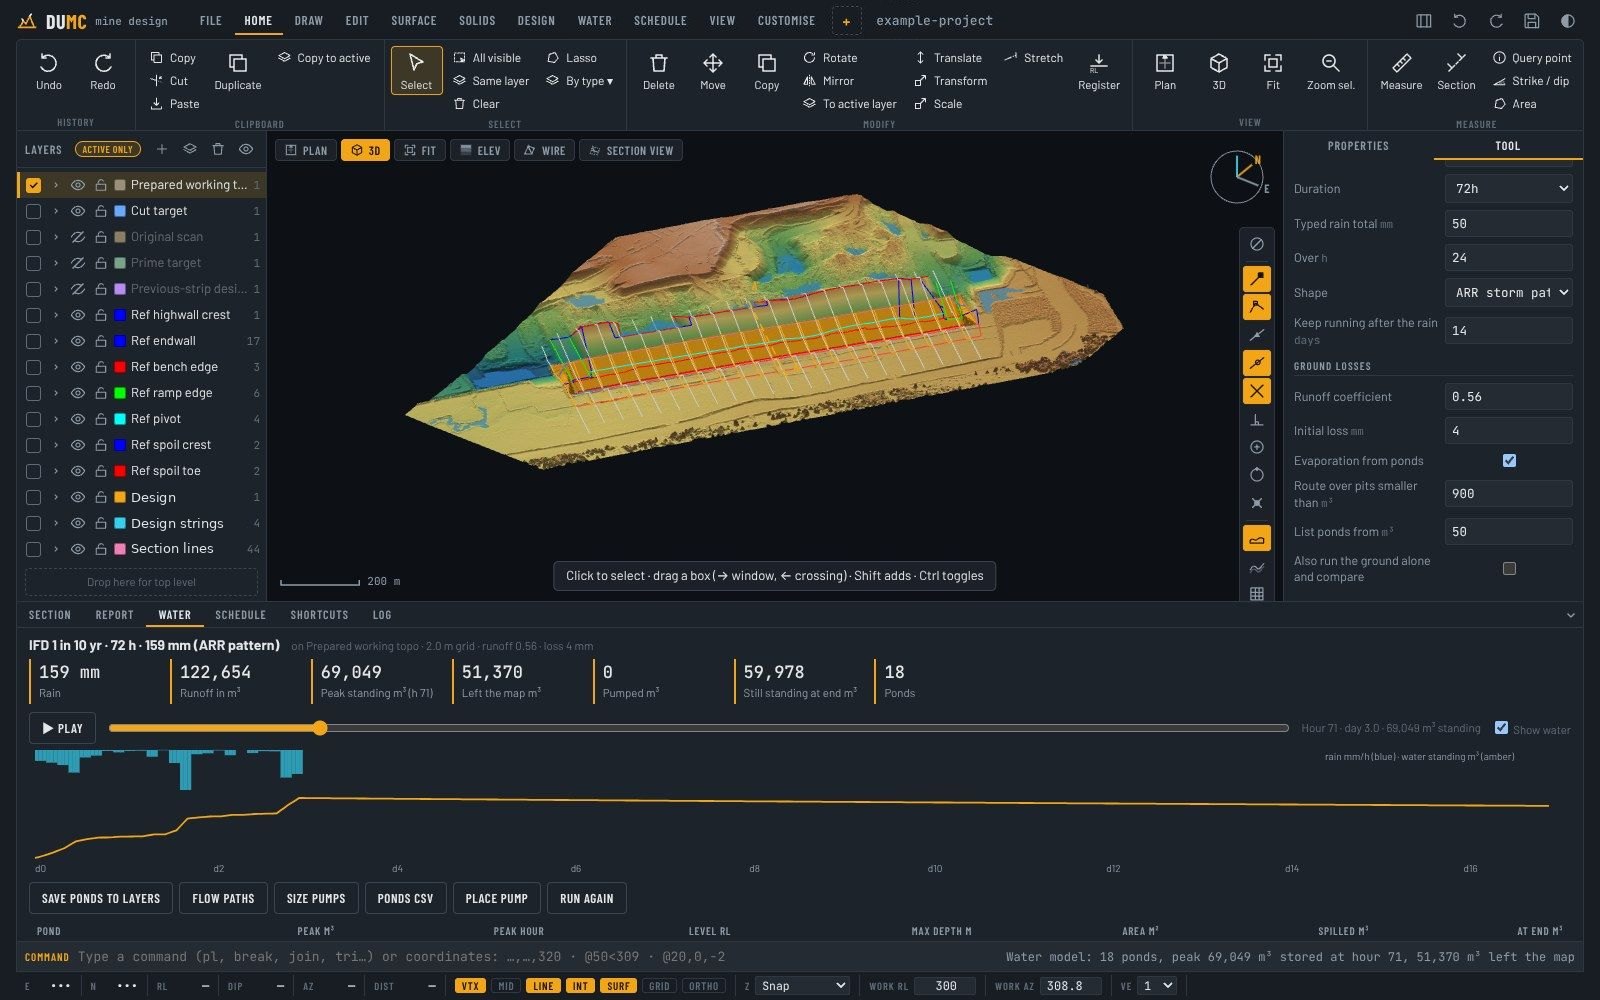 DUMC mine design FILE HOME DRAW EDIT SURFACE SOLIDS DESIGN WATER SCHEDULE VIEW CUSTOMISE + example-project
Undo Redo
HISTORY
Copy Copy to active
Cut
Paste
Duplicate
CLIPBOARD
Select
All visible Lasso
Same layer By type ▾
Clear
SELECT
Delete Move Copy
Rotate Translate Stretch
Mirror Transform
To active layer Scale
RL
Register
MODIFY
Plan 3D Fit Zoom sel.
VIEW
Measure Section
Query point
Strike / dip
Area
MEASURE
LAYERS ACTIVE ONLY
Prepared working t... 1
Cut target 1
Original scan 1
Prime target 1
Previous-strip desi... 1
Ref highwall crest 1
Ref endwall 17
Ref bench edge 3
Ref ramp edge 6
Ref pivot 4
Ref spoil crest 2
Ref spoil toe 2
Design 1
Design strings 4
Section lines 44
Drop here for top level
PLAN 3D FIT ELEV WIRE SECTION VIEW
N
E
200 m
Click to select · drag a box (→ window, ← crossing) · Shift adds · Ctrl toggles
PROPERTIES TOOL
Duration 72h
Typed rain total mm 50
Over h 24
Shape ARR storm pat
Keep running after the rain days 14
GROUND LOSSES
Runoff coefficient 0.56
Initial loss mm 4
Evaporation from ponds
Route over pits smaller than m³ 900
List ponds from m³ 50
Also run the ground alone and compare
SECTION REPORT WATER SCHEDULE SHORTCUTS LOG
IFD 1 in 10 yr · 72 h · 159 mm (ARR pattern) on Prepared working topo · 2.0 m grid · runoff 0.56 · loss 4 mm
159 mm 122,654 69,049 51,370 0 59,978 18
Rain Runoff in m³ Peak standing m³ (h 71) Left the map m³ Pumped m³ Still standing at end m³ Ponds
▶ PLAY Hour 71 · day 3.0 · 69,049 m³ standing Show water
rain mm/h (blue) · water standing m³ (amber)
d0 d2 d4 d6 d8 d10 d12 d14 d16
SAVE PONDS TO LAYERS FLOW PATHS SIZE PUMPS PONDS CSV PLACE PUMP RUN AGAIN
POND PEAK M³ PEAK HOUR LEVEL RL MAX DEPTH M AREA M² SPILLED M³ AT END M³
COMMAND Type a command (pl, break, join, tri…) or coordinates: …,…,320 · @50<309 · @20,0,-2 Water model: 18 ponds, peak 69,049 m³ stored at hour 71, 51,370 m³ left the map
E ••• N ••• RL — DIP — AZ — DIST — VTX MID LINE INT SURF GRID ORTHO Z Snap WORK RL 300 WORK AZ 308.8 VE 1